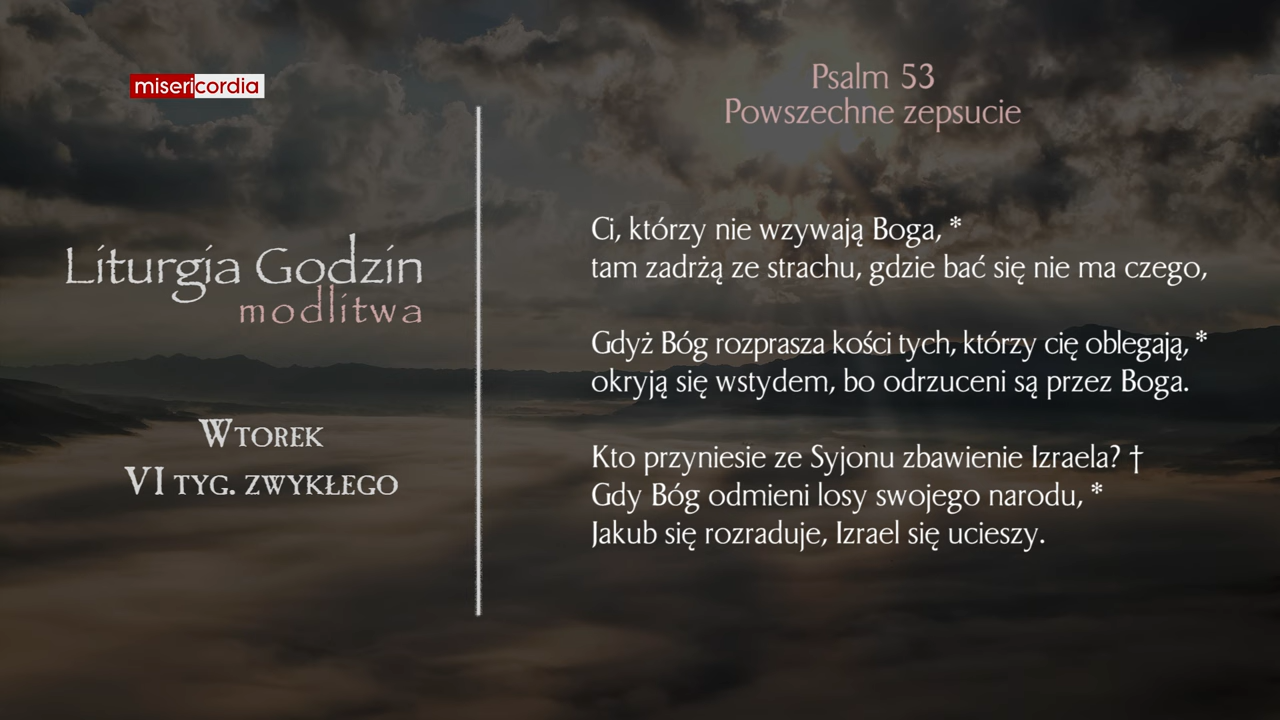 misericordia
Liturgia Godzin
modlitwa
Wtorek
VI tyg. zwykłego
Psalm 53
Powszechne zepsucie
Ci, którzy nie wzywają Boga, *
tam zadrżą ze strachu, gdzie bać się nie ma czego,
Gdyż Bóg rozprasza kości tych, którzy cię oblegają, *
okryją się wstydem, bo odrzuceni są przez Boga.
Kto przyniesie ze Syjonu zbawienie Izraela? †
Gdy Bóg odmieni losy swojego narodu, *
Jakub się rozraduje, Izrael się ucieszy.